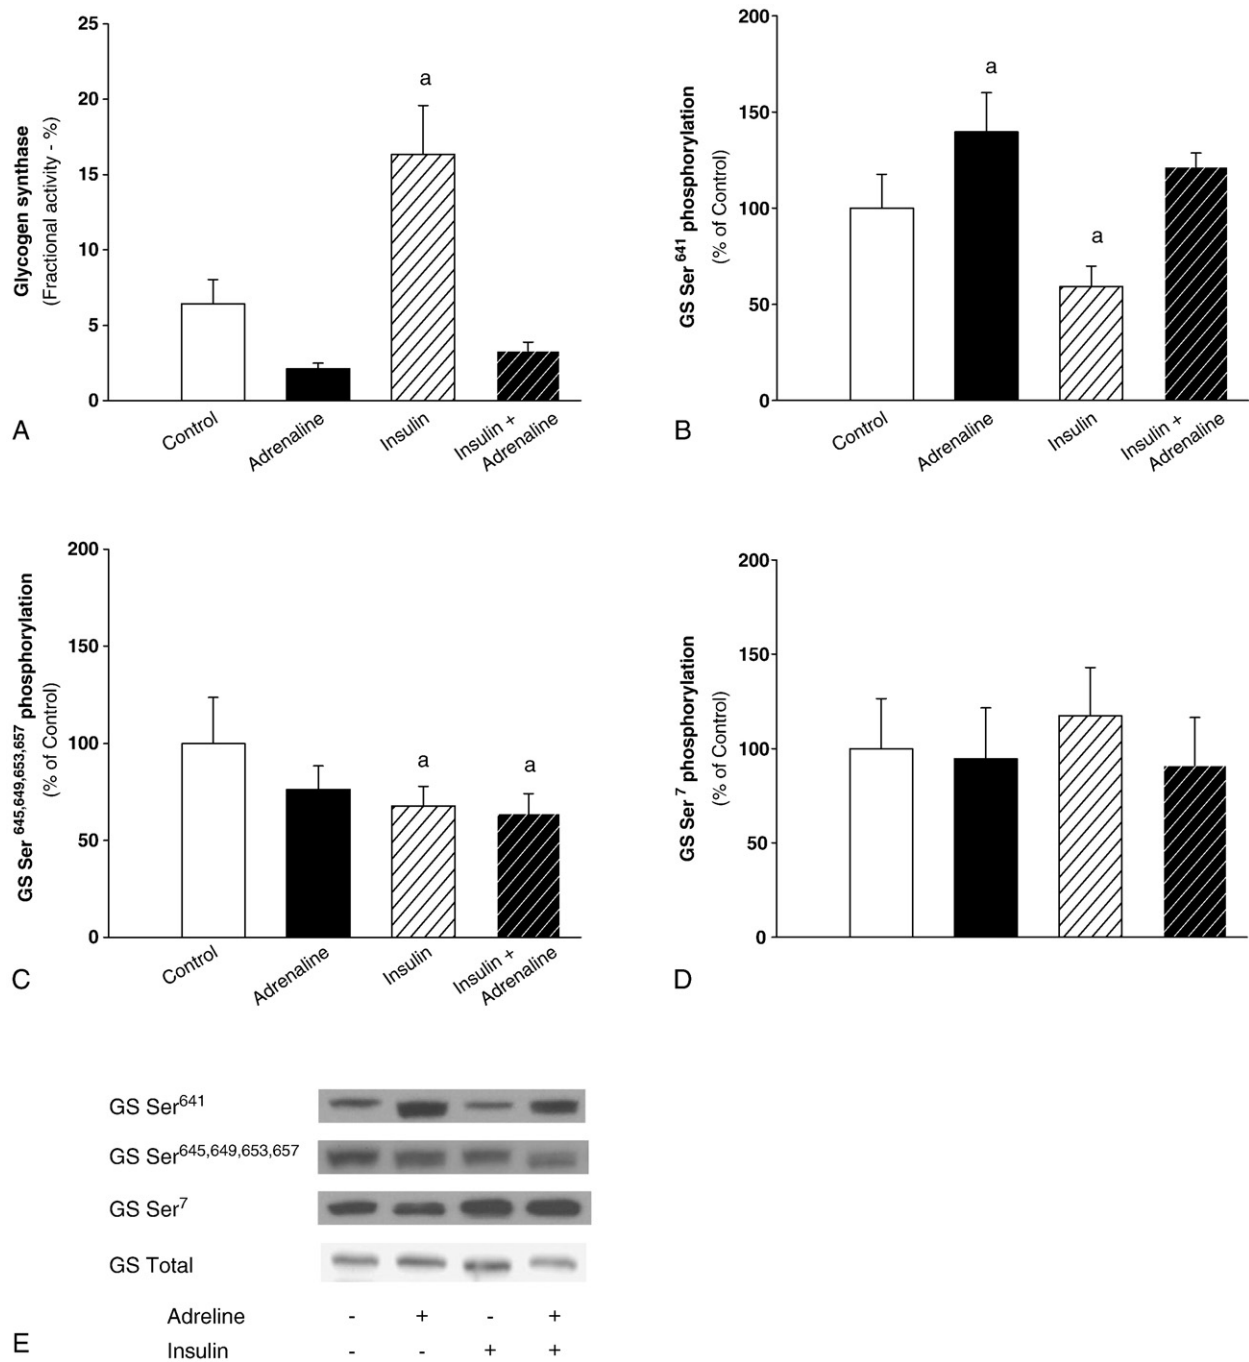 Glycogen synthase
(Fractional activity - %)
25
20
15
10
5
0
a
Control
Adrenaline
Insulin
Insulin +
Adrenaline
A
GS Ser 641 phosphorylation
(% of Control)
200
150
100
50
0
a
a
Control
Adrenaline
Insulin
Insulin +
Adrenaline
B
GS Ser 645,649,653,657 phosphorylation
(% of Control)
200
150
100
50
0
a
a
Control
Adrenaline
Insulin
Insulin +
Adrenaline
C
GS Ser 7 phosphorylation
(% of Control)
200
150
100
50
0
D
GS Ser641
GS Ser645,649,653,657
GS Ser7
GS Total
Adreline - + - +
Insulin - - + +
E